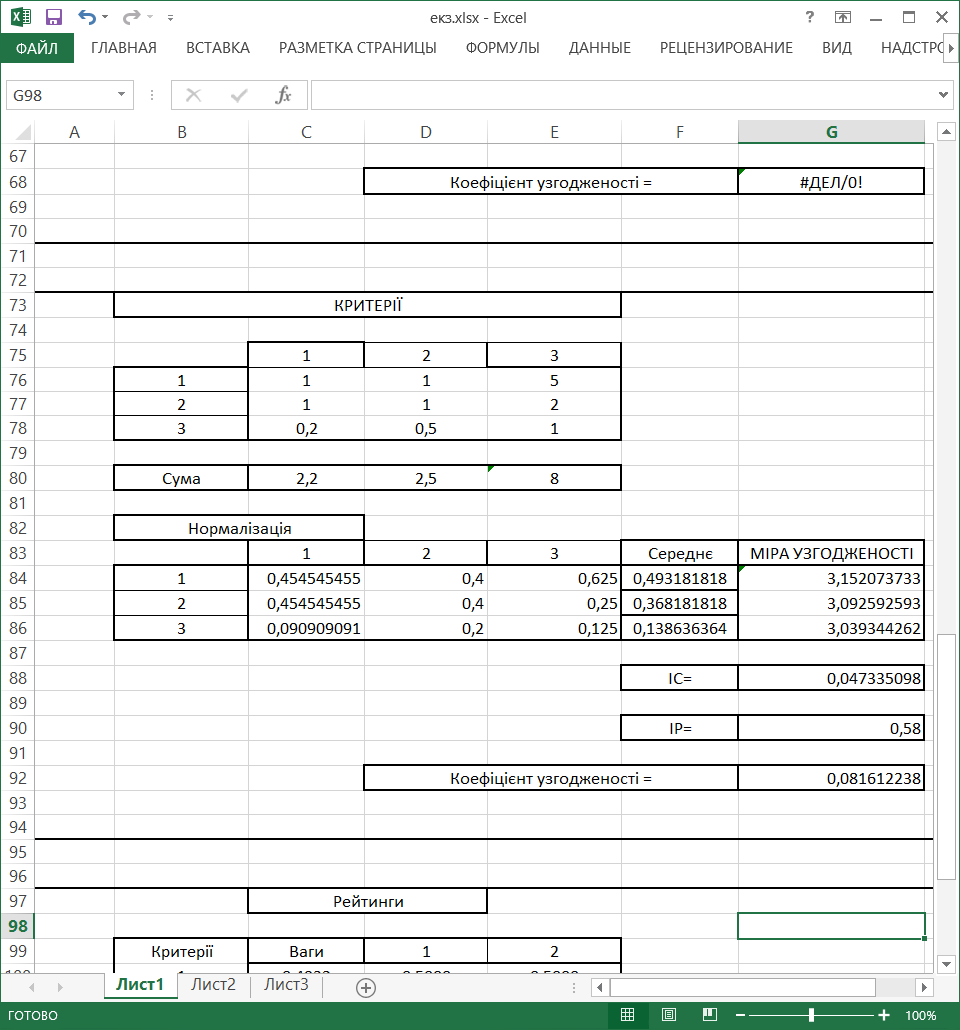 екз.xlsx - Excel
ФАЙЛ ГЛАВНАЯ ВСТАВКА РАЗМЕТКА СТРАНИЦЫ ФОРМУЛЫ ДАННЫЕ РЕЦЕНЗИРОВАНИЕ ВИД НАДСТРО
G98 fx
A B C D E F G
67
68 Коефіцієнт узгодженості = #ДЕЛ/0!
69
70
71
72
73 КРИТЕРІЇ
74
75 1 2 3
76 1 1 1 5
77 2 1 1 2
78 3 0,2 0,5 1
79
80 Сума 2,2 2,5 8
81
82 Нормалізація
83 1 2 3 Середнє МІРА УЗГОДЖЕНОСТІ
84 1 0,454545455 0,4 0,625 0,493181818 3,152073733
85 2 0,454545455 0,4 0,25 0,368181818 3,092592593
86 3 0,090909091 0,2 0,125 0,138636364 3,039344262
87
88 ІС= 0,047335098
89
90 ІР= 0,58
91
92 Коефіцієнт узгодженості = 0,081612238
93
94
95
96
97 Рейтинги
98
99 Критерії Ваги 1 2
Лист1 Лист2 Лист3
ГОТОВО 100%